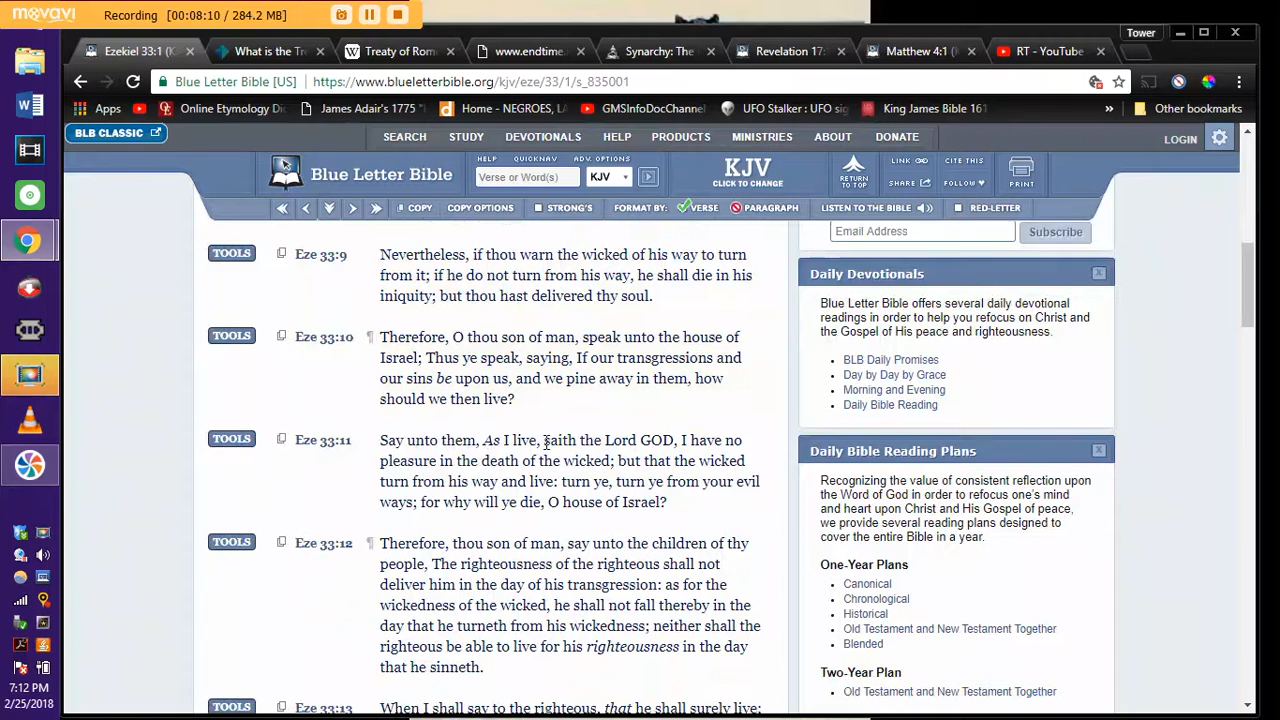 movavi
Recording (00:08:10 / 284.2 MB)
Ezekiel 33:1 (K
What is the Tre
Treaty of Rome
www.endtime.
Synarchy: The
Revelation 17:
Matthew 4:1 (
RT - YouTube
Tower
Blue Letter Bible [US] https://www.blueletterbible.org/kjv/eze/33/1/s_835001
Apps
Online Etymology Di
James Adair's 1775 "
Home - NEGROES, LA
GMSInfoDocChannel
UFO Stalker : UFO sig
King James Bible 161
» Other bookmarks
BLB CLASSIC
SEARCH STUDY DEVOTIONALS HELP PRODUCTS MINISTRIES ABOUT DONATE
LOGIN
Blue Letter Bible
HELP QUICKNAV ADV. OPTIONS
Verse or Word(s) KJV
KJV
CLICK TO CHANGE
RETURN
TO TOP
LINK CITE THIS
SHARE FOLLOW
PRINT
COPY COPY OPTIONS STRONG'S FORMAT BY: VERSE PARAGRAPH LISTEN TO THE BIBLE RED-LETTER
TOOLS Eze 33:9 Nevertheless, if thou warn the wicked of his way to turn
from it; if he do not turn from his way, he shall die in his
iniquity; but thou hast delivered thy soul.
TOOLS Eze 33:10 ¶ Therefore, O thou son of man, speak unto the house of
Israel; Thus ye speak, saying, If our transgressions and
our sins be upon us, and we pine away in them, how
should we then live?
TOOLS Eze 33:11 Say unto them, As I live, saith the Lord GOD, I have no
pleasure in the death of the wicked; but that the wicked
turn from his way and live: turn ye, turn ye from your evil
ways; for why will ye die, O house of Israel?
TOOLS Eze 33:12 ¶ Therefore, thou son of man, say unto the children of thy
people, The righteousness of the righteous shall not
deliver him in the day of his transgression: as for the
wickedness of the wicked, he shall not fall thereby in the
day that he turneth from his wickedness; neither shall the
righteous be able to live for his righteousness in the day
that he sinneth.
TOOLS Eze 33:13 When I shall say to the righteous, that he shall surely live;
Email Address Subscribe
Daily Devotionals
Blue Letter Bible offers several daily devotional
readings in order to help you refocus on Christ and
the Gospel of His peace and righteousness.
BLB Daily Promises
Day by Day by Grace
Morning and Evening
Daily Bible Reading
Daily Bible Reading Plans
Recognizing the value of consistent reflection upon
the Word of God in order to refocus one's mind
and heart upon Christ and His Gospel of peace,
we provide several reading plans designed to
cover the entire Bible in a year.
One-Year Plans
Canonical
Chronological
Historical
Old Testament and New Testament Together
Blended
Two-Year Plan
Old Testament and New Testament Together
7:12 PM
2/25/2018